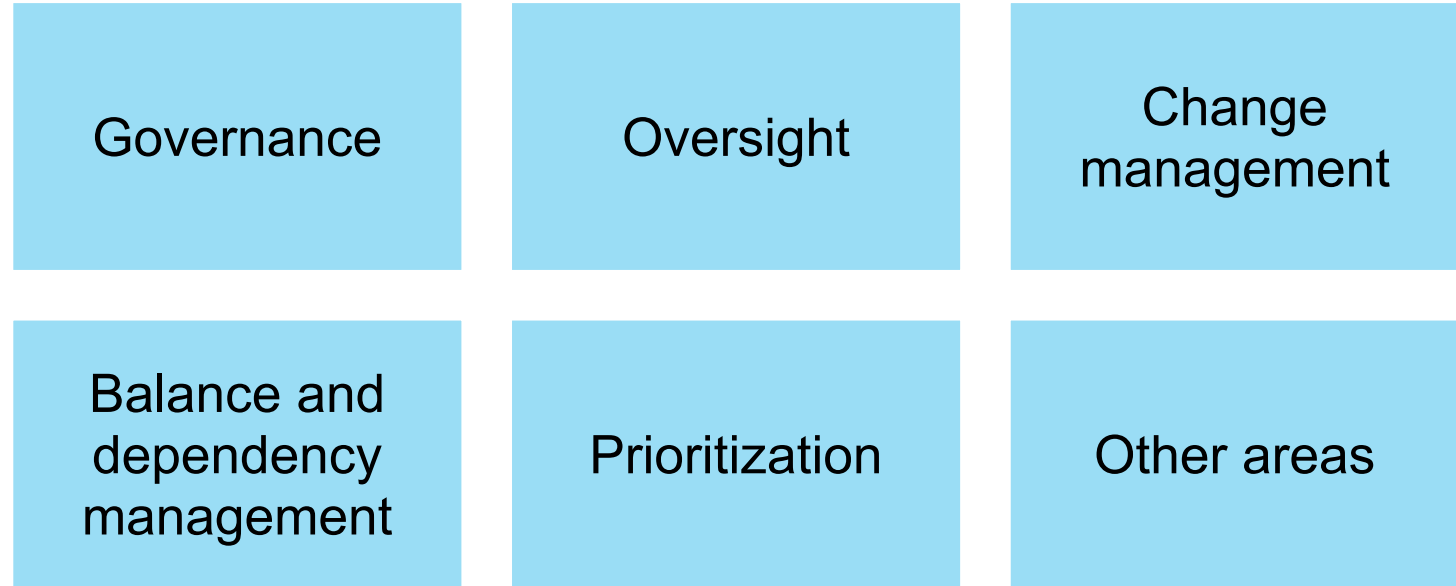 Governance
Oversight
Change
management
Balance and
dependency
management
Prioritization
Other areas